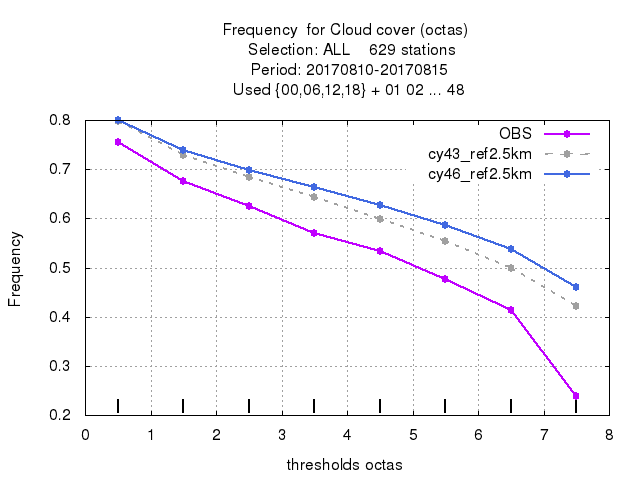 Frequency  for Cloud cover (octas)
Selection: ALL    629 stations
Period: 20170810-20170815
Used {00,06,12,18} + 01 02 ... 48
OBS
cy43_ref2.5km
cy46_ref2.5km
Frequency
0.8
0.7
0.6
0.5
0.4
0.3
0.2
0 1 2 3 4 5 6 7 8
thresholds octas